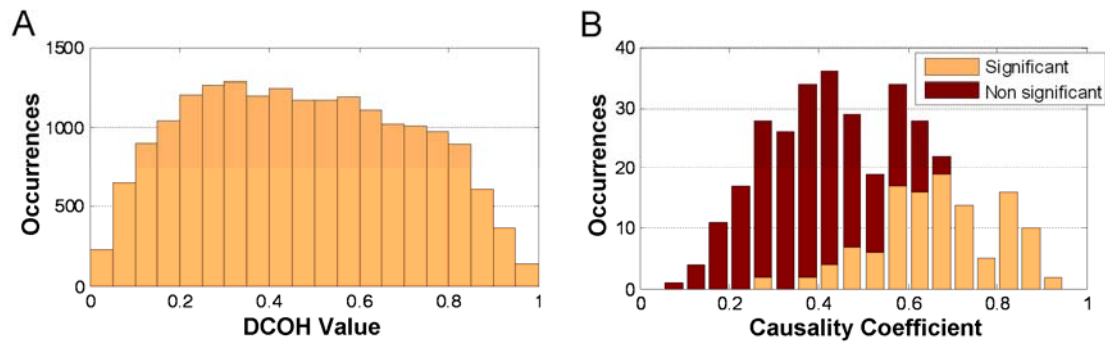 A
1500
1000
500
0
Occurrences
0 0.2 0.4 0.6 0.8 1
DCOH Value
B
40
30
20
10
0
Occurrences
Significant
Non significant
0 0.2 0.4 0.6 0.8 1
Causality Coefficient